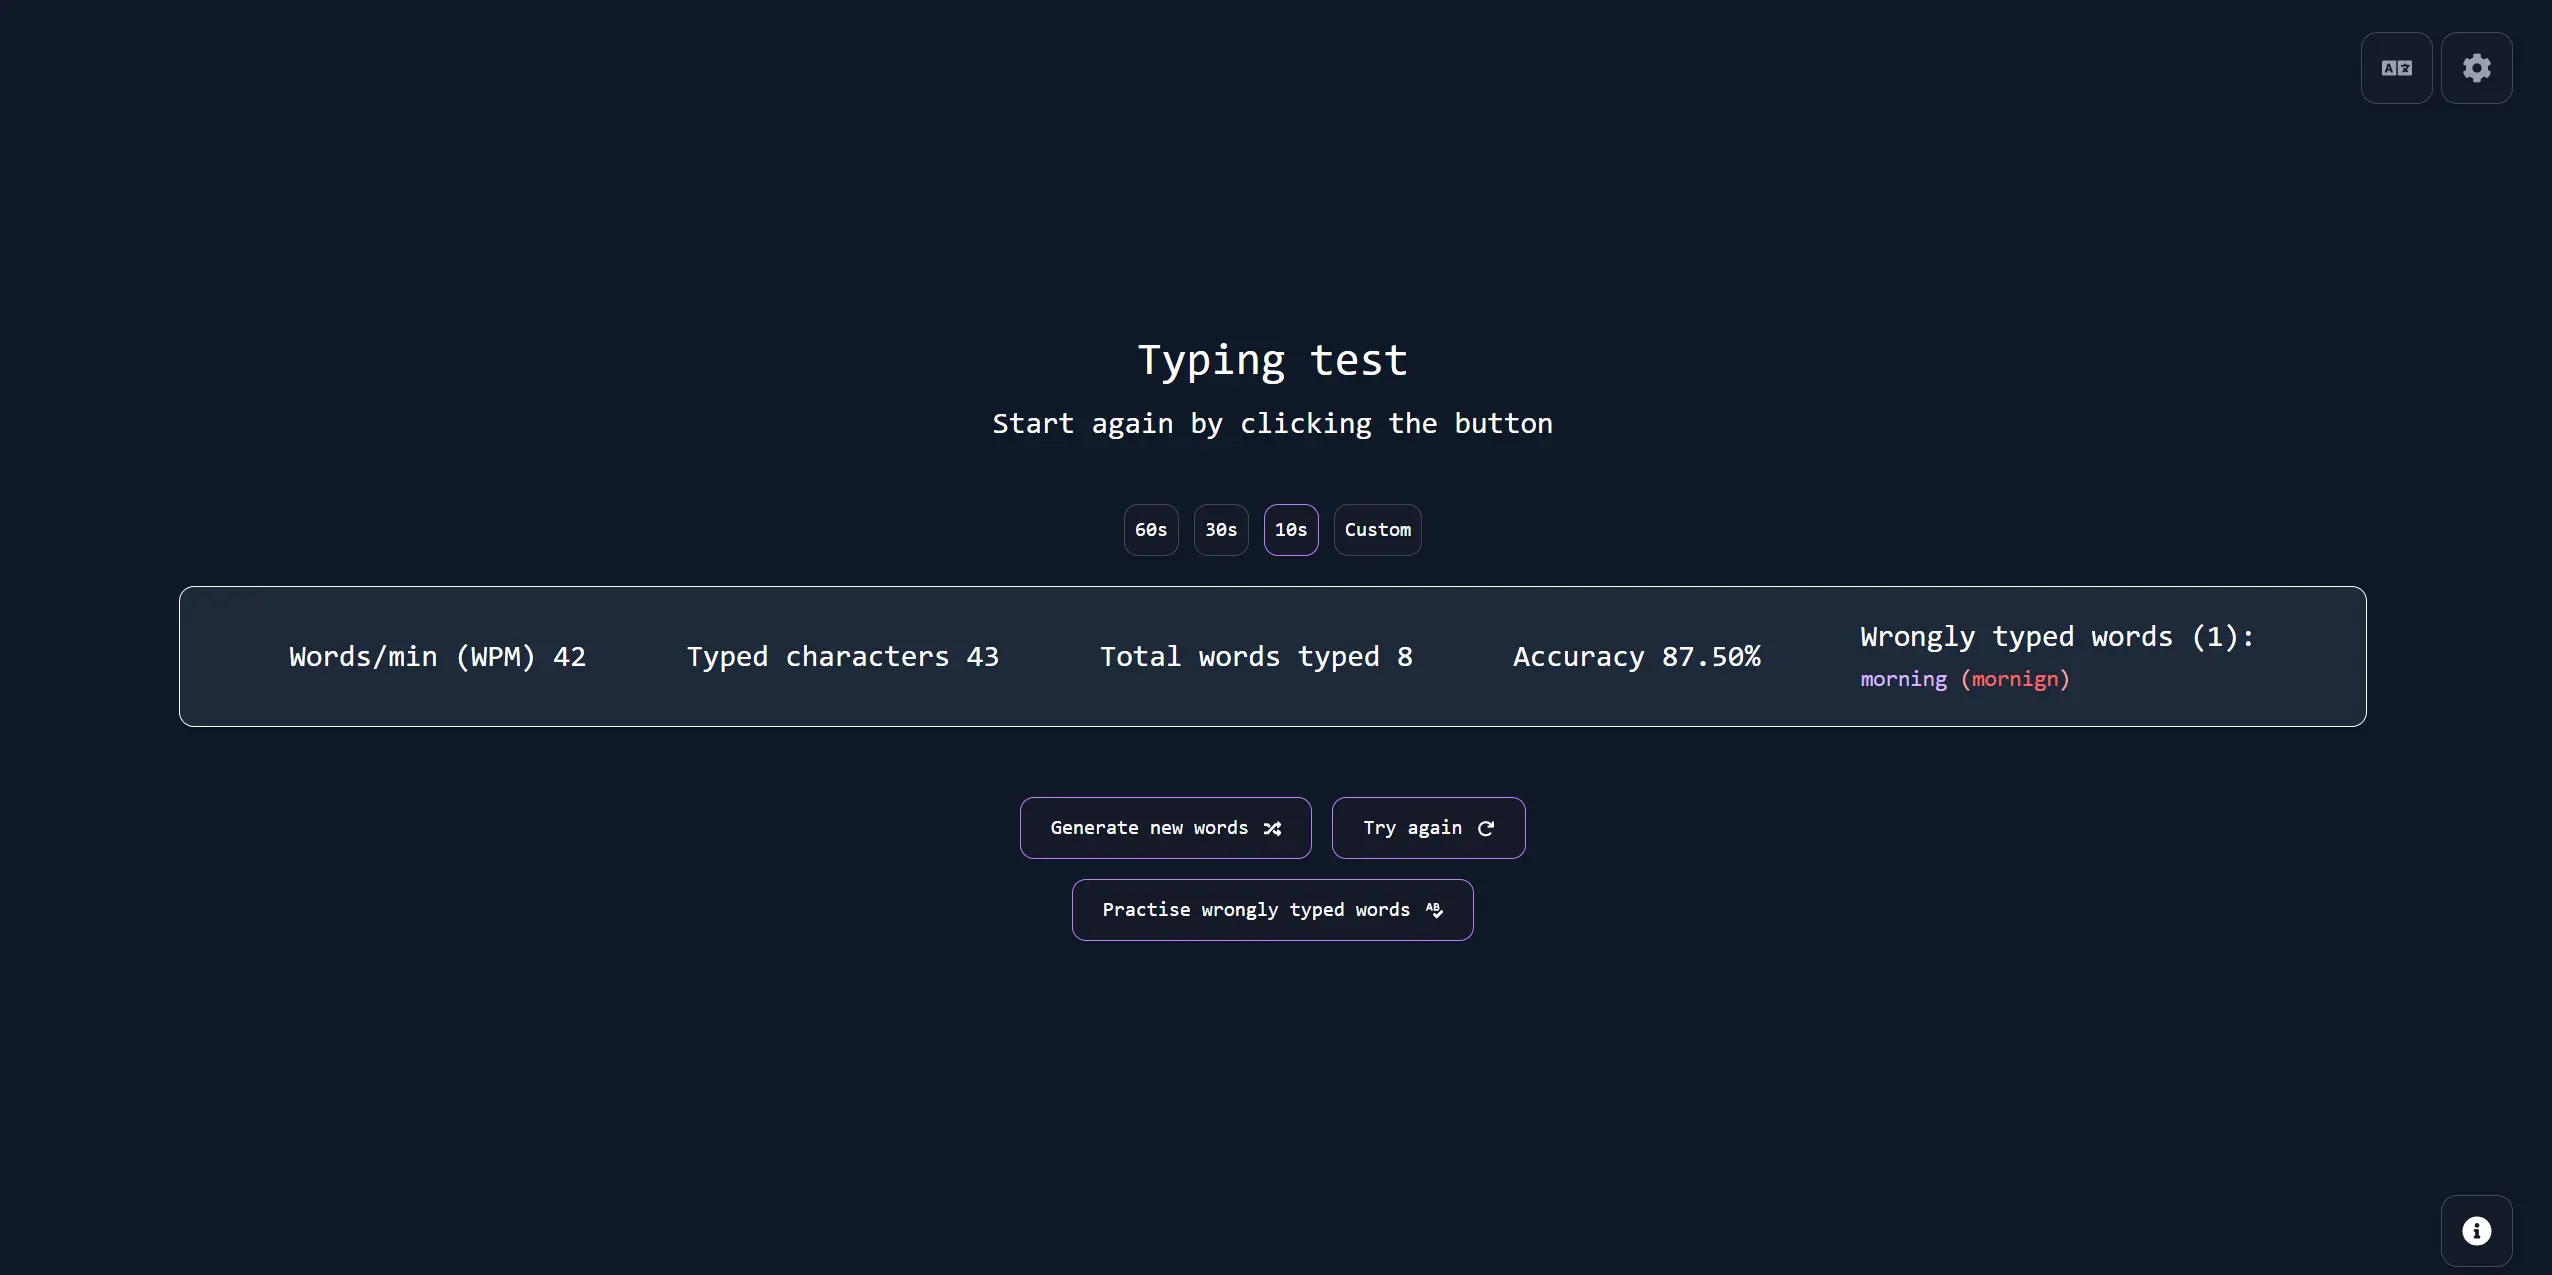 Typing test
Start again by clicking the button
60s 30s 10s Custom
Words/min (WPM) 42 Typed characters 43 Total words typed 8 Accuracy 87.50% Wrongly typed words (1):
morning (mornign)
Generate new words Try again
Practise wrongly typed words